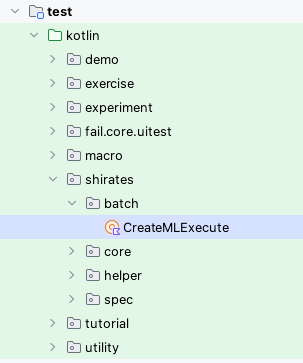 test
kotlin
demo
exercise
experiment
fail.core.uitest
macro
shirates
batch
CreateMLExecute
core
helper
spec
tutorial
utility